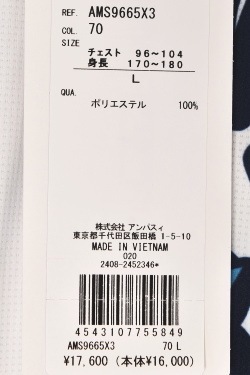 REF. AMS9665X3
COL. 70
SIZE
チェスト 96～104
身長 170～180
L
QUA.
ポリエステル 100%
株式会社 アンパスィ
東京都千代田区飯田橋 1-5-10
MADE IN VIETNAM
020
2408-2452346*
4543107755849
AMS9665X3 70 L
¥17,600 (本体¥16,000)